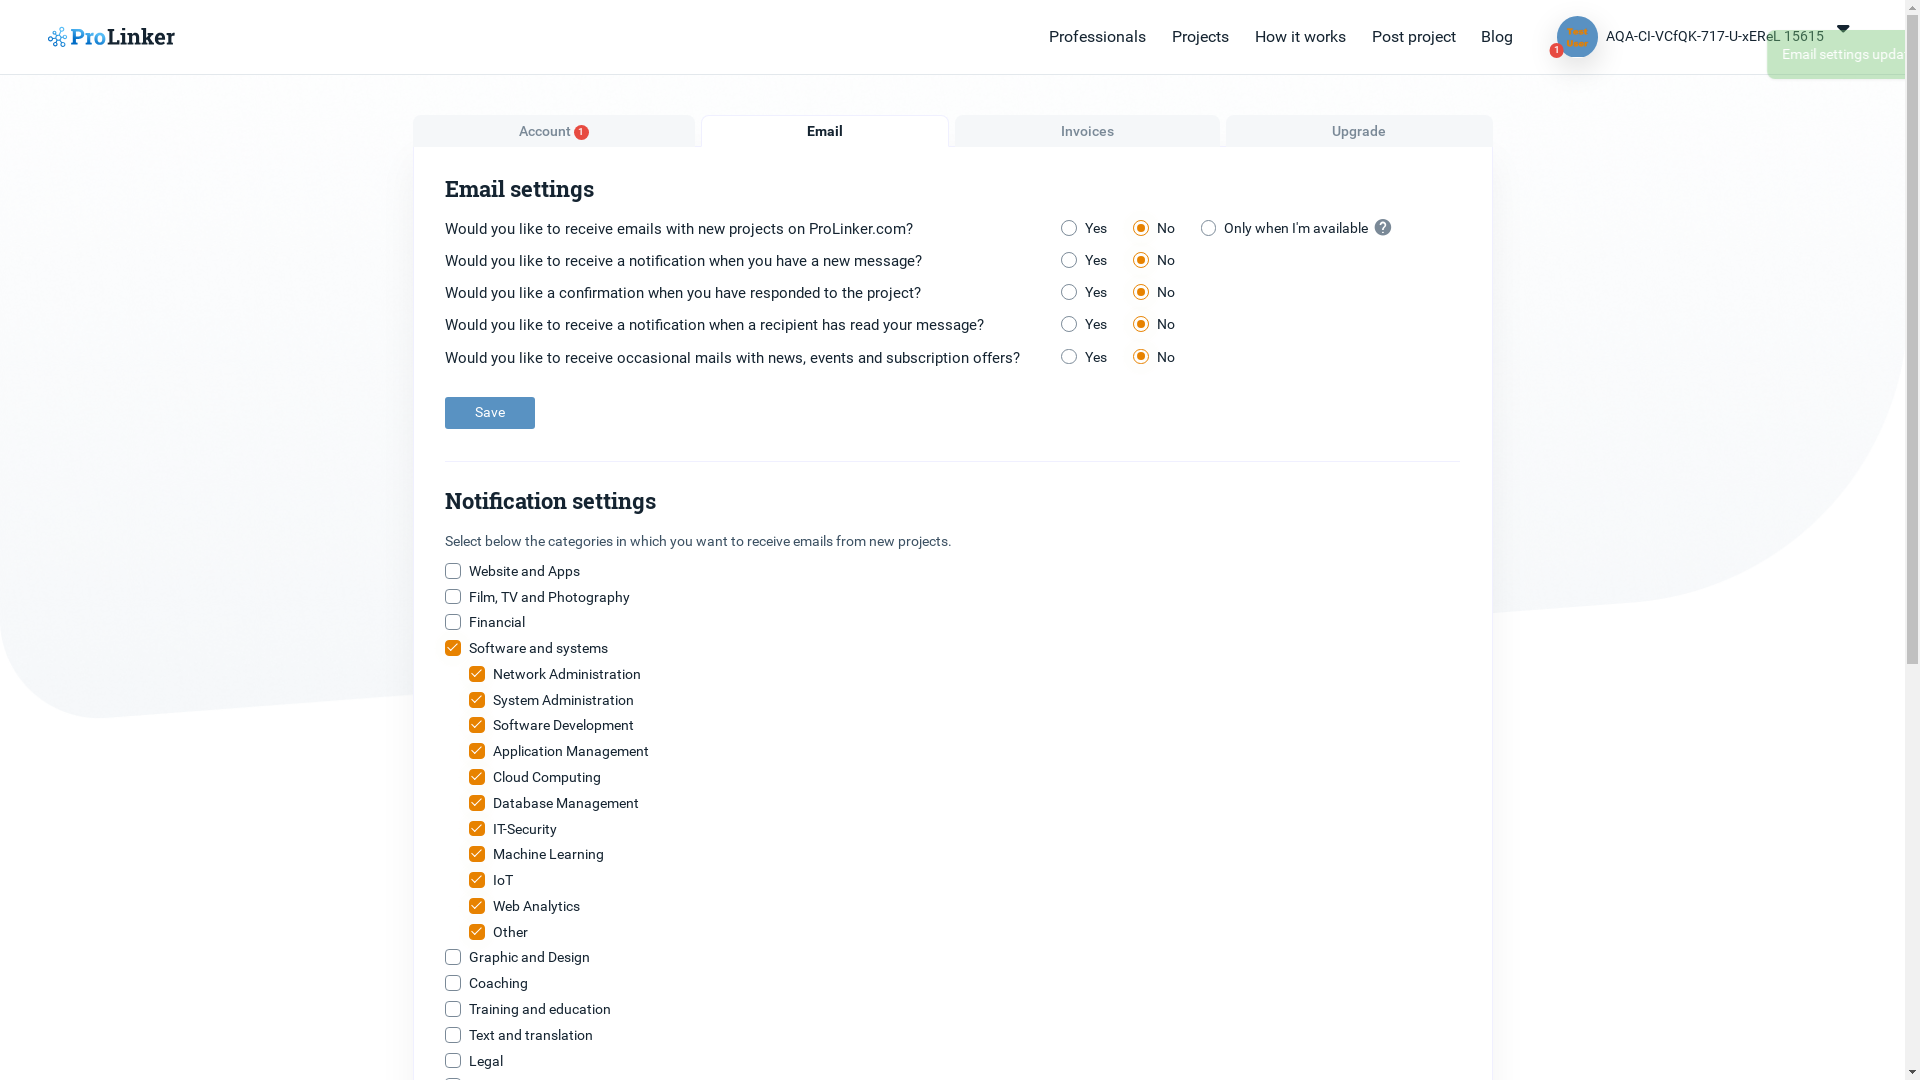 ProLinker
Professionals
Projects
How it works
Post project
Blog
Test
User
1
AQA-CI-VCfQK-717-U-xEReL 15615
Email settings upda
Account 1
Email
Invoices
Upgrade
Email settings
Would you like to receive emails with new projects on ProLinker.com?
Yes
No
Only when I'm available
?
Would you like to receive a notification when you have a new message?
Yes
No
Would you like a confirmation when you have responded to the project?
Yes
No
Would you like to receive a notification when a recipient has read your message?
Yes
No
Would you like to receive occasional mails with news, events and subscription offers?
Yes
No
Save
Notification settings
Select below the categories in which you want to receive emails from new projects.
Website and Apps
Film, TV and Photography
Financial
Software and systems
Network Administration
System Administration
Software Development
Application Management
Cloud Computing
Database Management
IT-Security
Machine Learning
IoT
Web Analytics
Other
Graphic and Design
Coaching
Training and education
Text and translation
Legal